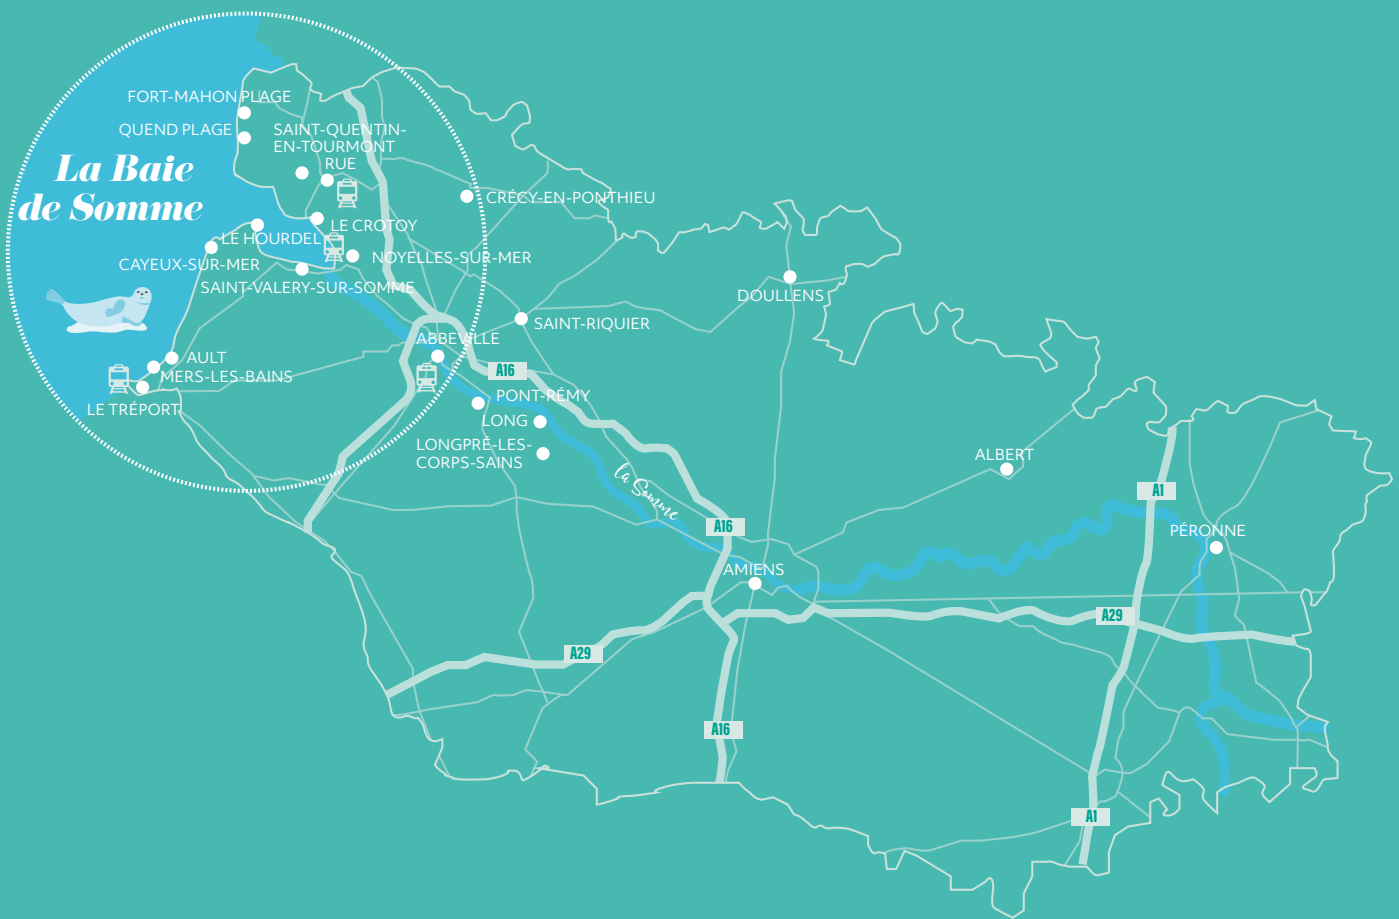 FORT-MAHON PLAGE
QUEND PLAGE
SAINT-QUENTIN-
EN-TOURMONT
RUE
La Baie
de Somme
CRÉCY-EN-PONTHIEU
LE CROTOY
LE HOURDEL
NOYELLES-SUR-MER
CAYEUX-SUR-MER
SAINT-VALERY-SUR-SOMME
DOULLENS
SAINT-RIQUIER
ABBEVILLE
AULT
MERS-LES-BAINS
LE TRÉPORT
A16
PONT-RÉMY
LONG
LONGPRÉ-LES-
CORPS-SAINS
la Somme
ALBERT
A1
A16
PÉRONNE
AMIENS
A29
A29
A16
A1